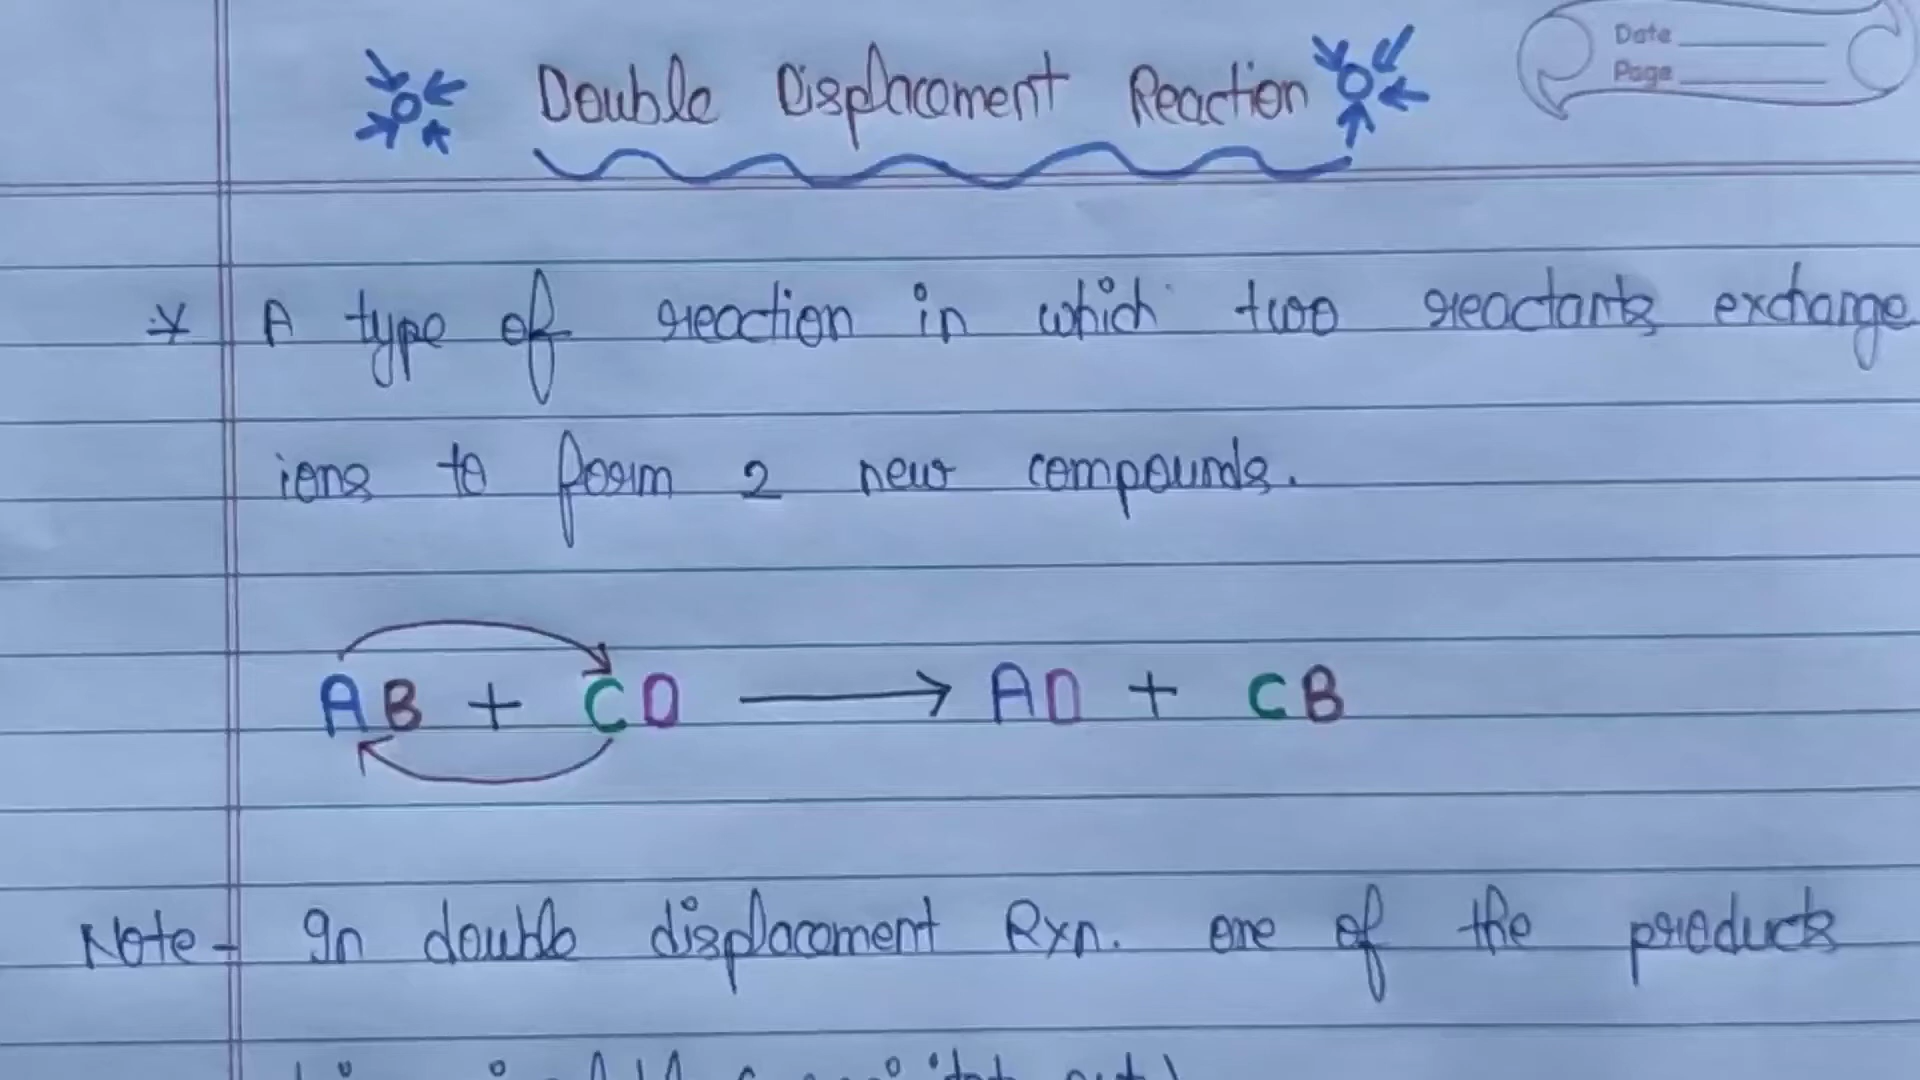 Date
Page
Double Displacement Reaction
A type of reaction in which two reactants exchange
ions to form 2 new compounds.
AB + CD → AD + CB
Note - In double displacement Rxn. one of the products